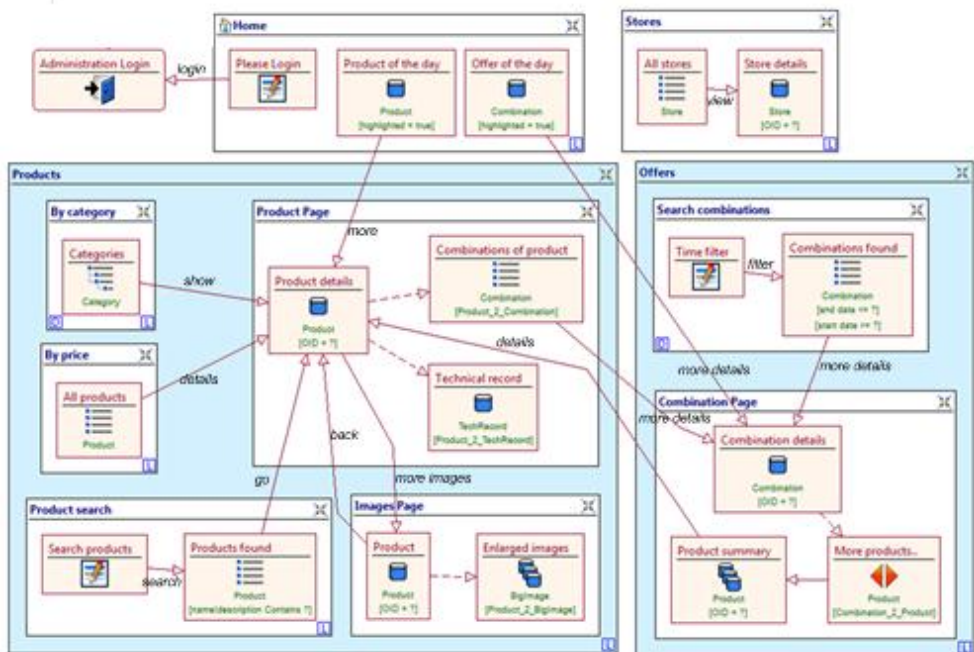 Home
Stores
Administration Login
login
Please Login
Product of the day
Product
[highlighted = true]
Offer of the day
Combination
[highlighted = true]
L
All stores
Store
view
Store details
Store
[OID = ?]
L
Products
By category
Categories
Category
D
L
show
By price
All products
Product
L
details
Product Page
more
Product details
Product
[OID = ?]
Combinations of product
Combination
[Product_2_Combination]
Technical record
TechRecord
[Product_2_TechRecord]
details
back
more images
go
Product search
Search products
search
Products found
Product
[name\description Contains ?]
L
Images Page
Product
Product
[OID = ?]
Enlarged images
BigImage
[Product_2_BigImage]
L
Offers
Search combinations
Time filter
filter
Combinations found
Combination
[end date <= ?]
[start date >= ?]
D
more details
more details
more details
Combination Page
Combination details
Combination
[OID = ?]
Product summary
Product
[OID = ?]
More products...
Product
[Combination_2_Product]
L
L